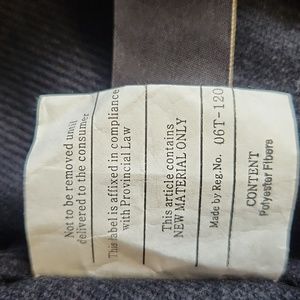 Not to be removed until
delivered to the consumer
This label is affixed in compliance
with Provincial Law
This article contains
NEW MATERIAL ONLY
Made by Reg.No. 06T-120
CONTENT
Polyester Fibers